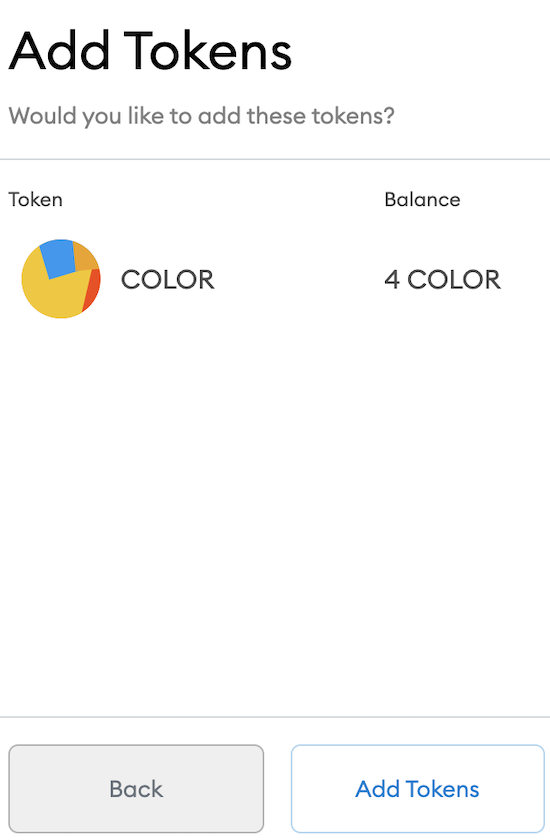 Add Tokens
Would you like to add these tokens?
Token Balance
COLOR 4 COLOR
Back Add Tokens